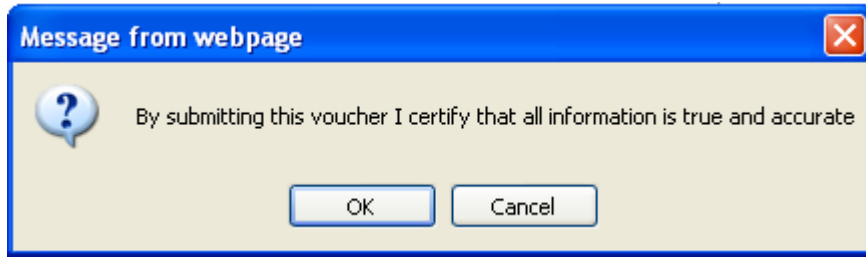 Message from webpage
By submitting this voucher I certify that all information is true and accurate
OK
Cancel